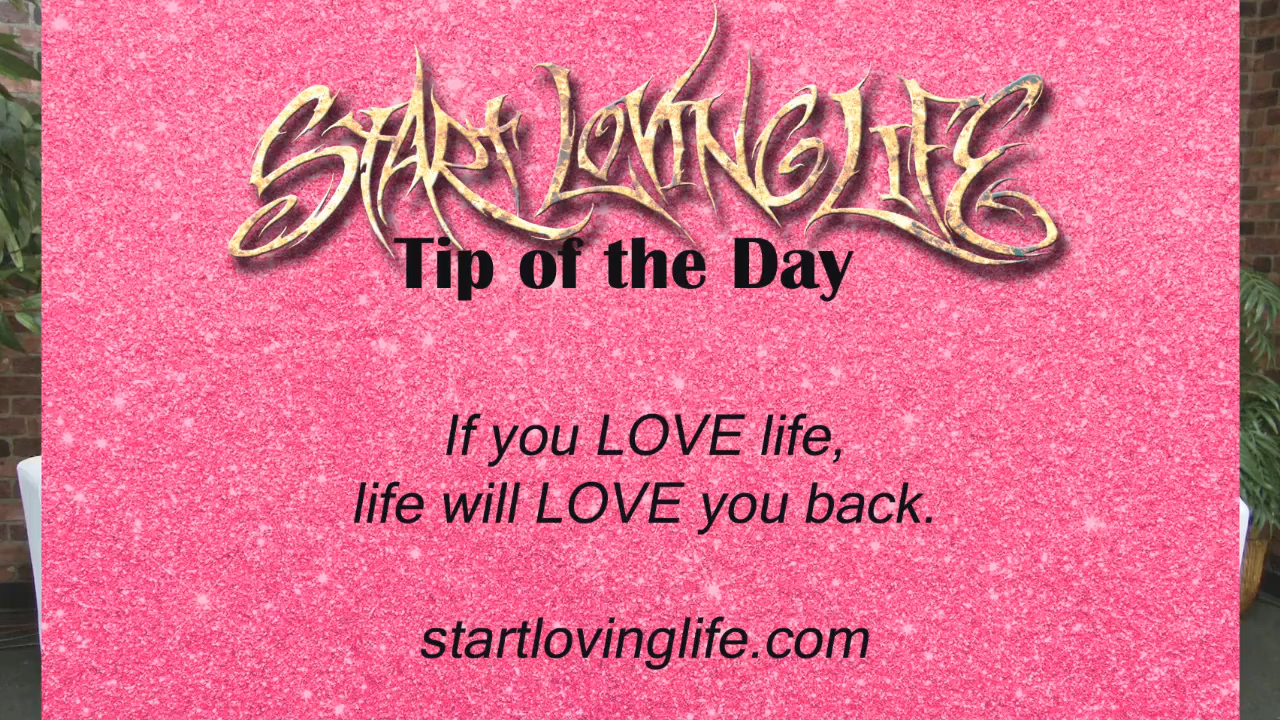 START LOVING LIFE
Tip of the Day
If you LOVE life,
life will LOVE you back.
startlovinglife.com